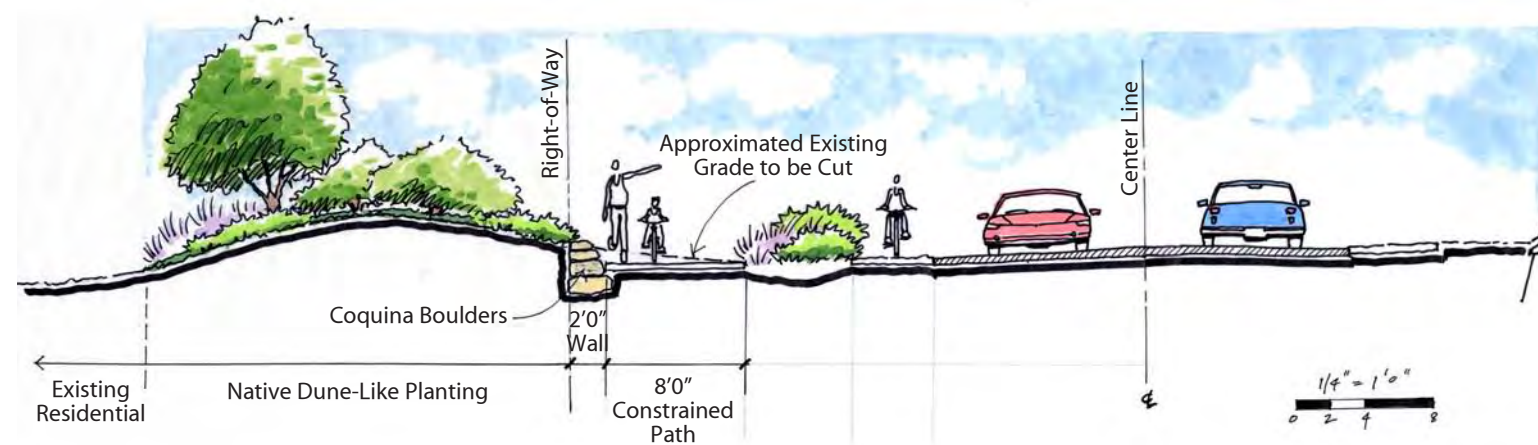 Right-of-Way
Center Line
Approximated Existing
Grade to be Cut
Coquina Boulders
2'0"
Wall
Existing
Residential
Native Dune-Like Planting
8'0"
Constrained
Path
℄
1/4" = 1'0"
0 2 4 8